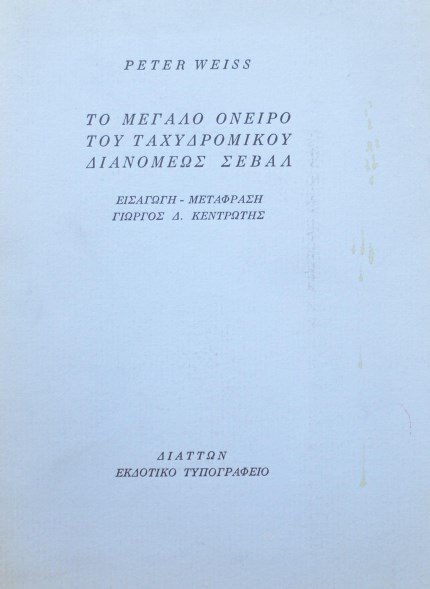 PETER WEISS
ΤΟ ΜΕΓΑΛΟ ΟΝΕΙΡΟ
ΤΟΥ ΤΑΧΥΔΡΟΜΙΚΟΥ
ΔΙΑΝΟΜΕΩΣ ΣΕΒΑΛ
ΕΙΣΑΓΩΓΗ - ΜΕΤΑΦΡΑΣΗ
ΓΙΩΡΓΟΣ Δ. ΚΕΝΤΡΩΤΗΣ
ΔΙΑΤΤΩΝ
ΕΚΔΟΤΙΚΟ ΤΥΠΟΓΡΑΦΕΙΟ